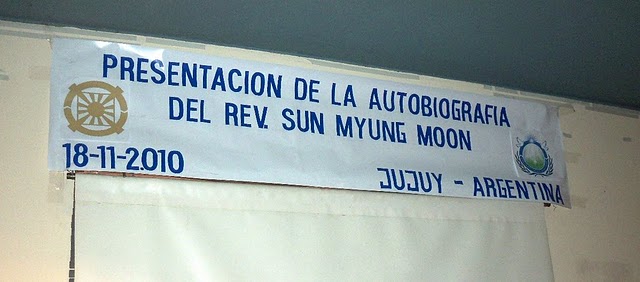 PRESENTACION DE LA AUTOBIOGRAFIA
DEL REV. SUN MYUNG MOON
18-11-2010
JUJUY - ARGENTINA